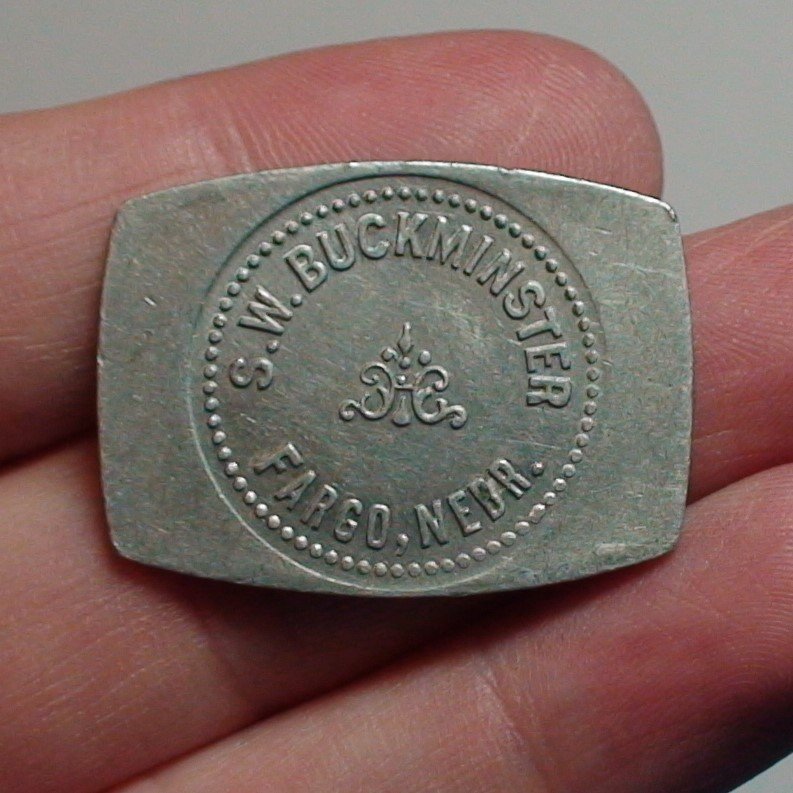 S. W. BUCKMINSTER
FARGO, NEBR.